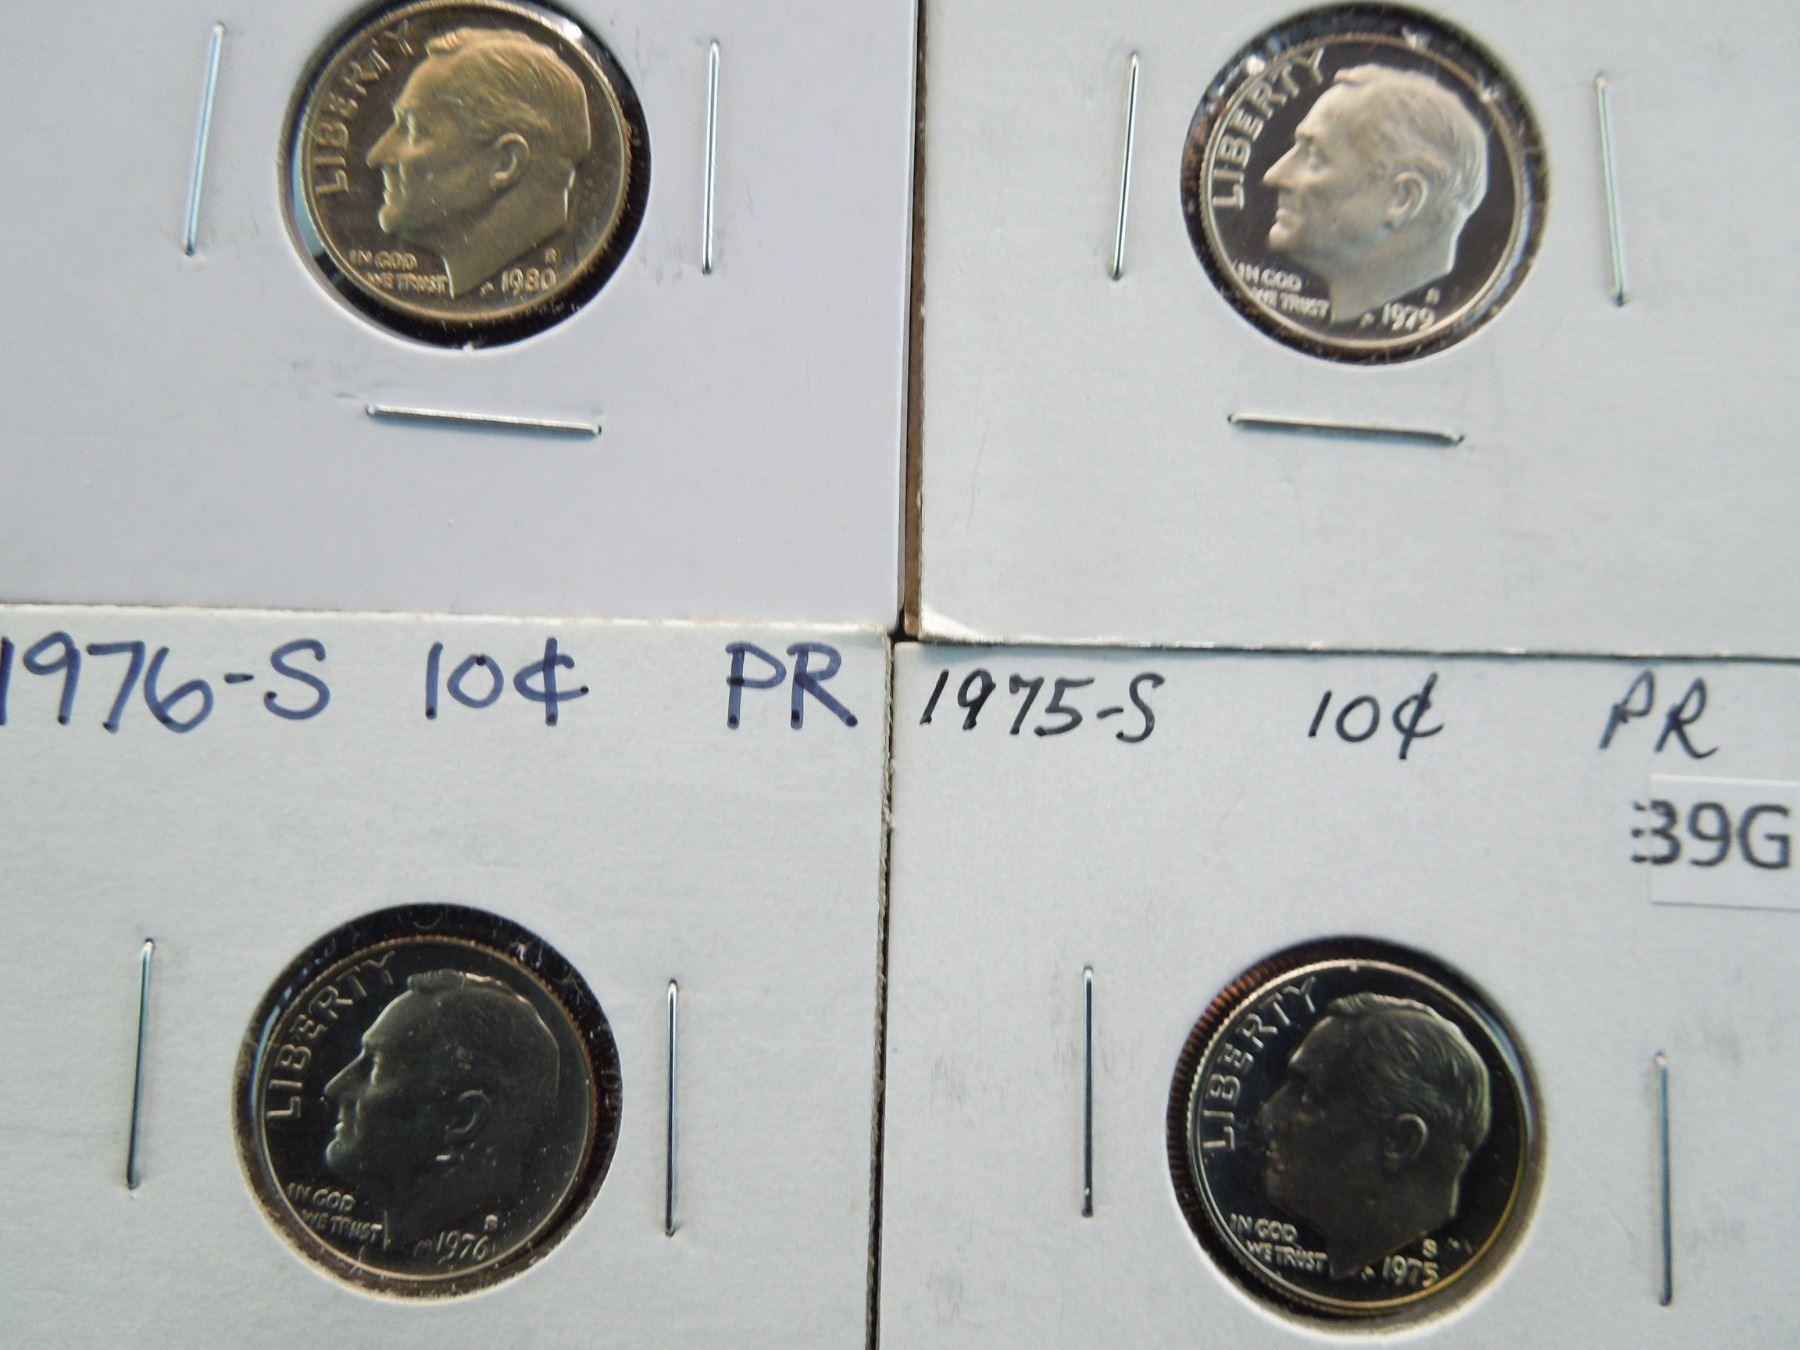 LIBERTY
IN GOD
WE TRUST
1980
LIBERTY
IN GOD
WE TRUST
S
1979
1976-S 10¢ PR
LIBERTY
IN GOD
WE TRUST
S
1976
1975-S 10¢ PR
39G
LIBERTY
IN GOD
WE TRUST
S
1975